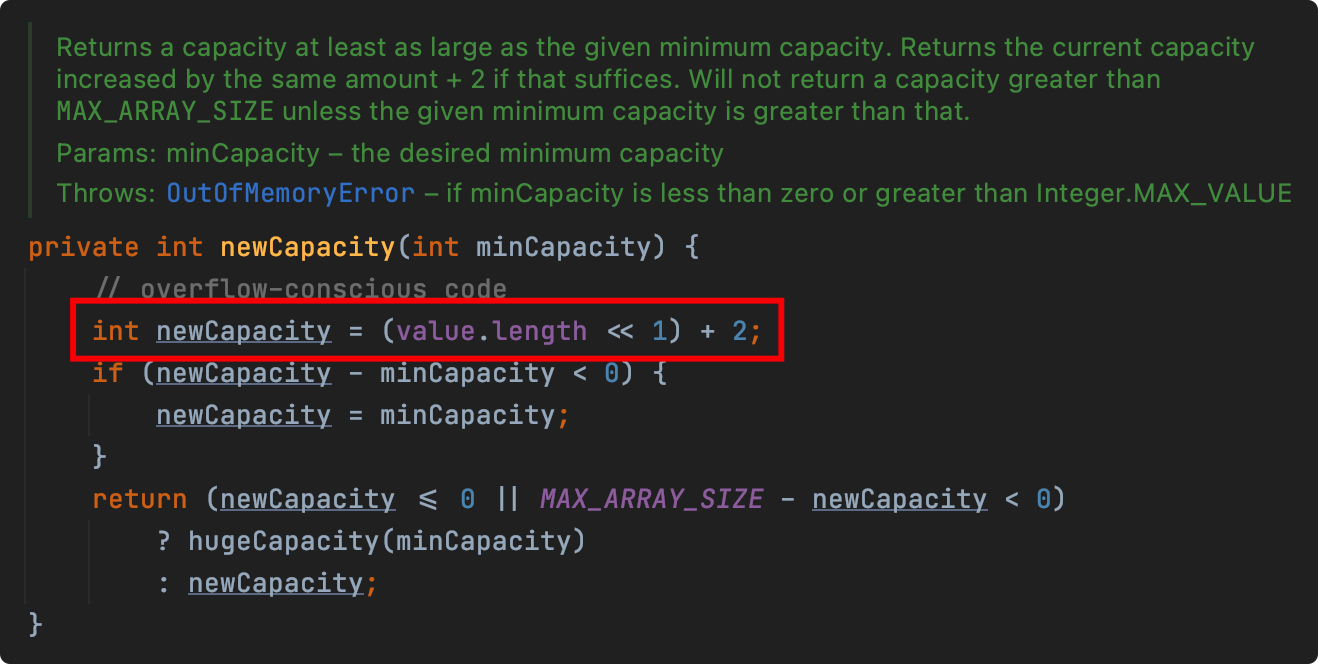 Returns a capacity at least as large as the given minimum capacity. Returns the current capacity
increased by the same amount + 2 if that suffices. Will not return a capacity greater than
MAX_ARRAY_SIZE unless the given minimum capacity is greater than that.
Params: minCapacity – the desired minimum capacity
Throws: OutOfMemoryError – if minCapacity is less than zero or greater than Integer.MAX_VALUE
private int newCapacity(int minCapacity) {
// overflow-conscious code
int newCapacity = (value.length << 1) + 2;
if (newCapacity - minCapacity < 0) {
newCapacity = minCapacity;
}
return (newCapacity <= 0 || MAX_ARRAY_SIZE - newCapacity < 0)
? hugeCapacity(minCapacity)
: newCapacity;
}